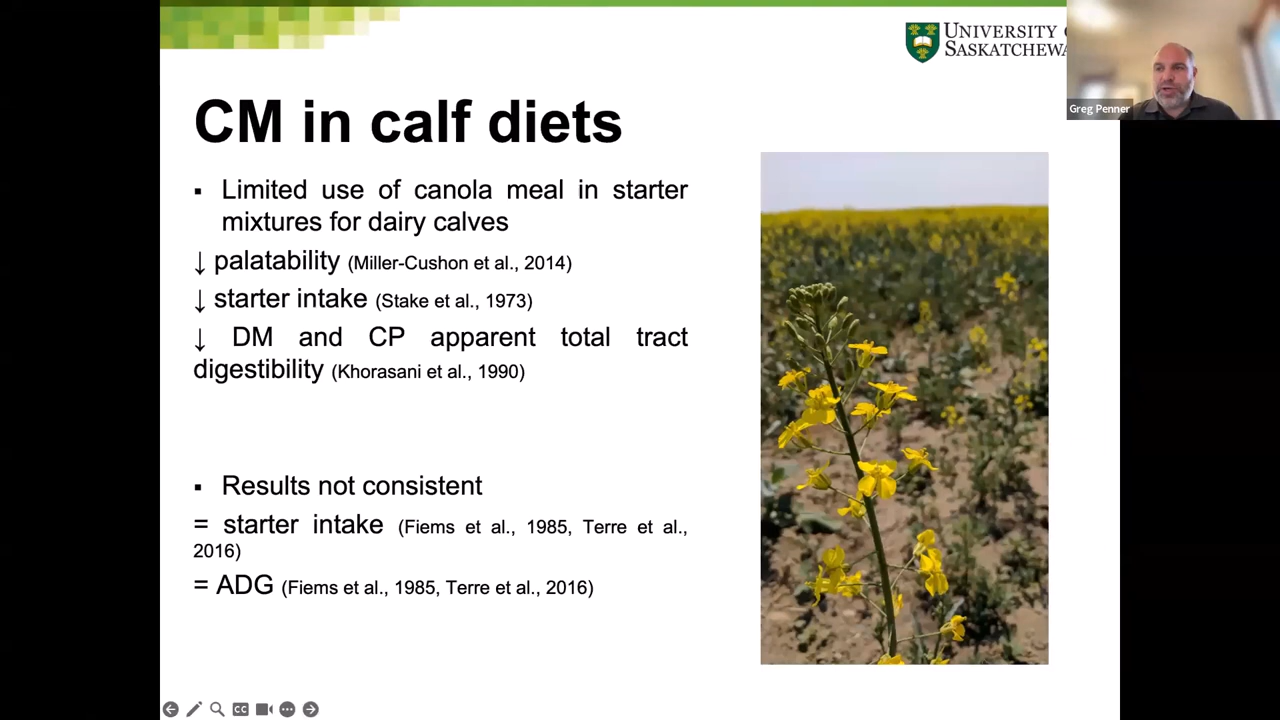 UNIVERSITY
SASKATCHEWA
Greg Penner
CM in calf diets
▪ Limited use of canola meal in starter
mixtures for dairy calves
↓ palatability (Miller-Cushon et al., 2014)
↓ starter intake (Stake et al., 1973)
↓ DM and CP apparent total tract
digestibility (Khorasani et al., 1990)
▪ Results not consistent
= starter intake (Fiems et al., 1985, Terre et al.,
2016)
= ADG (Fiems et al., 1985, Terre et al., 2016)
CC